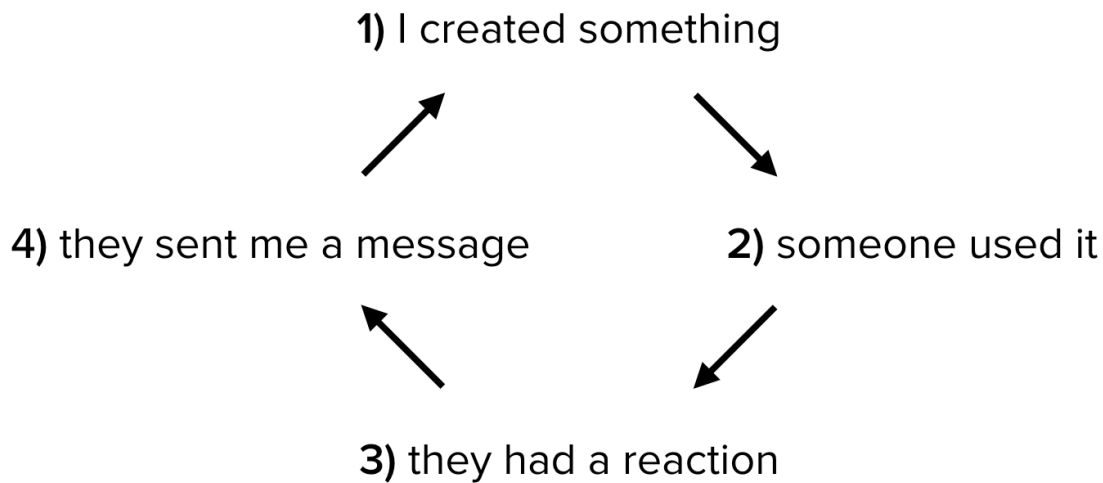 1) I created something
2) someone used it
3) they had a reaction
4) they sent me a message